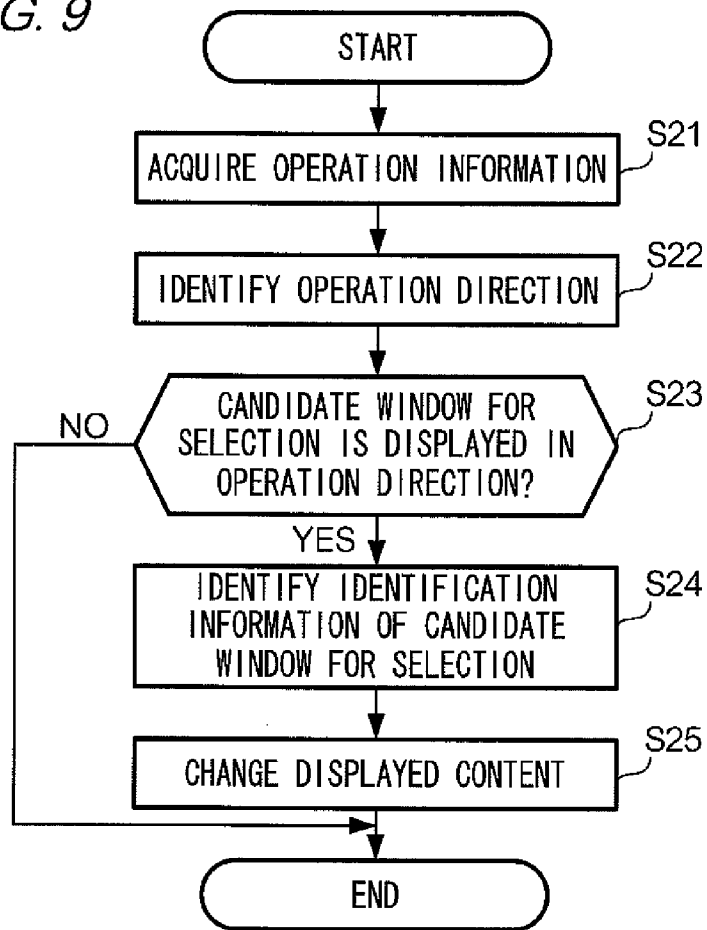 G. 9
START
S21
ACQUIRE OPERATION INFORMATION
S22
IDENTIFY OPERATION DIRECTION
S23
CANDIDATE WINDOW FOR
SELECTION IS DISPLAYED IN
OPERATION DIRECTION?
NO
YES
S24
IDENTIFY IDENTIFICATION
INFORMATION OF CANDIDATE
WINDOW FOR SELECTION
S25
CHANGE DISPLAYED CONTENT
END